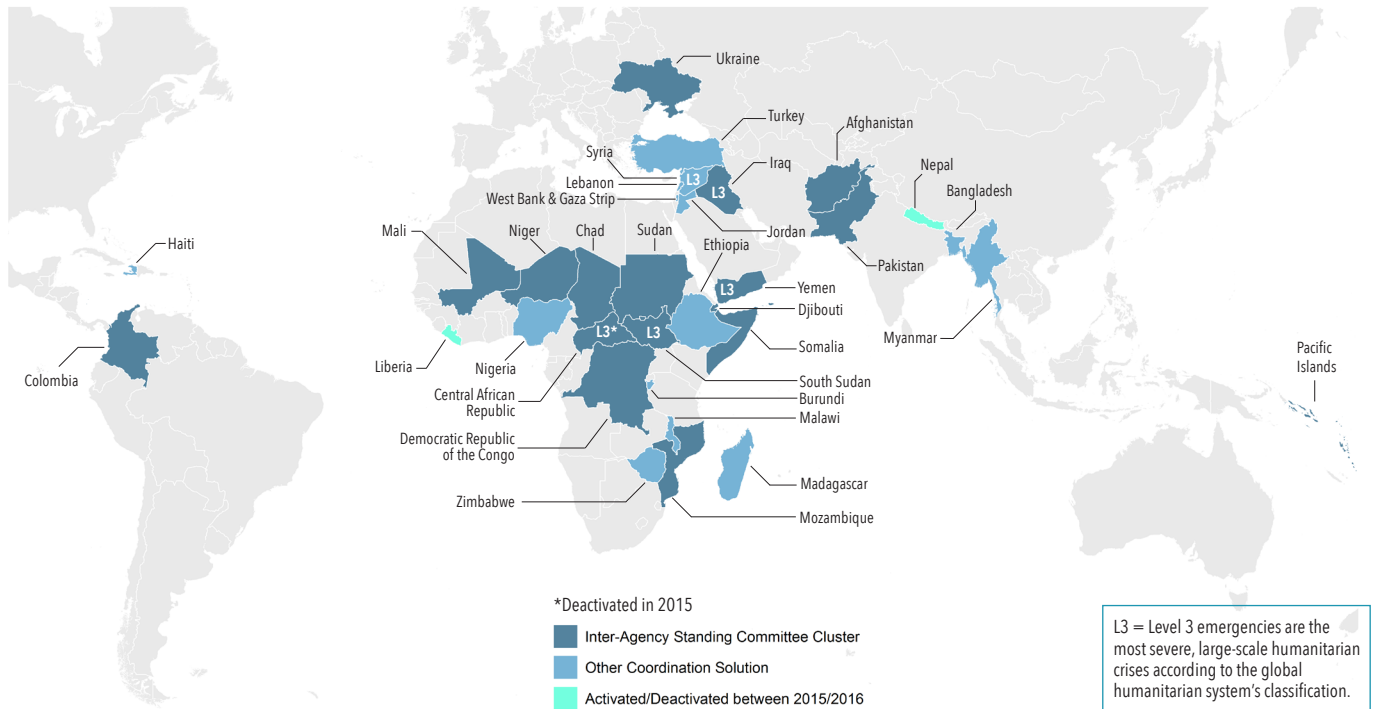 Ukraine
Turkey
Afghanistan
Syria
Iraq
Nepal
L3
Lebanon
L3
Bangladesh
West Bank & Gaza Strip
Mali
Niger
Chad
Sudan
Ethiopia
Jordan
Haiti
Pakistan
L3
Yemen
Djibouti
L3*
L3
Myanmar
Somalia
Pacific
Islands
Liberia
Nigeria
Colombia
South Sudan
Central African
Republic
Burundi
Malawi
Democratic Republic
of the Congo
Madagascar
Zimbabwe
Mozambique
*Deactivated in 2015
Inter-Agency Standing Committee Cluster
Other Coordination Solution
Activated/Deactivated between 2015/2016
L3 = Level 3 emergencies are the
most severe, large-scale humanitarian
crises according to the global
humanitarian system's classification.